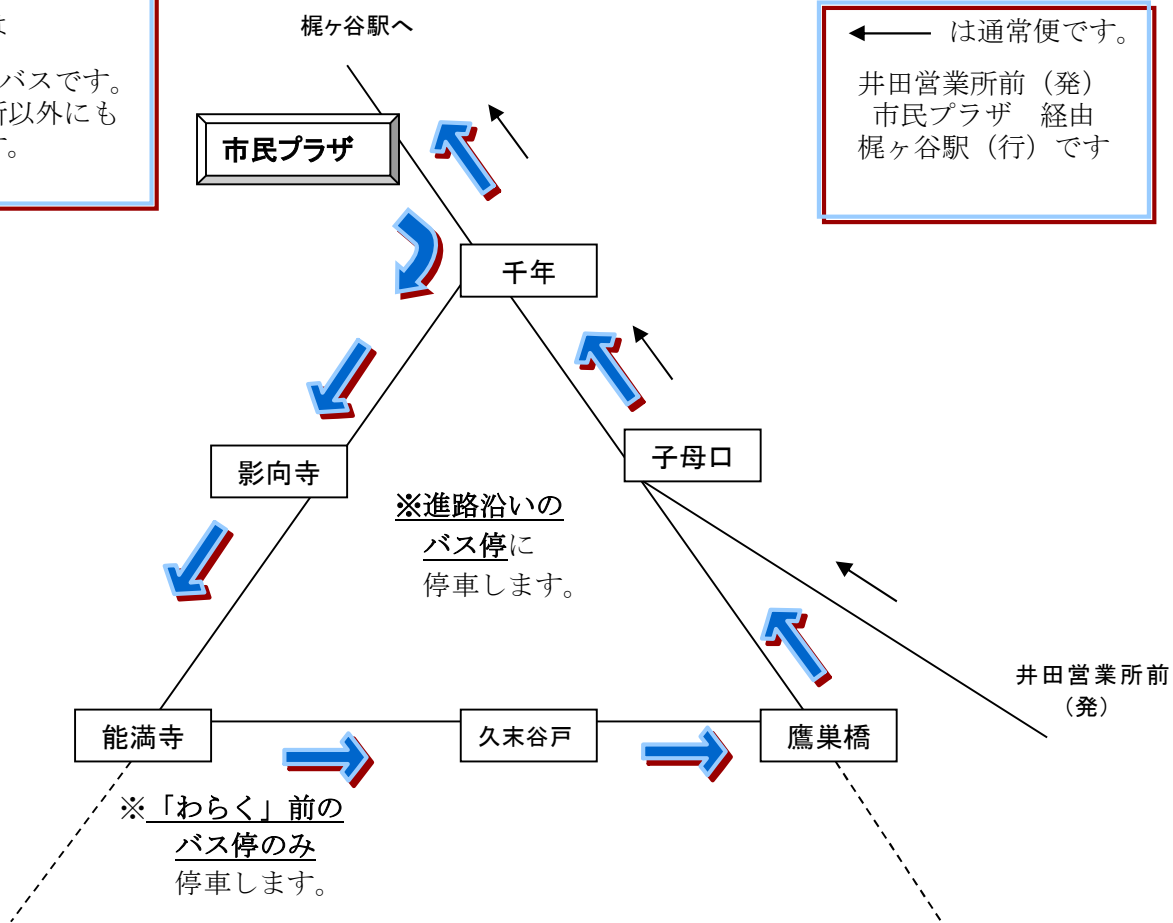 は
バスです。
所以外にも
す。
梶ヶ谷駅へ
は通常便です。
井田営業所前（発）
市民プラザ　経由
梶ヶ谷駅（行）です
市民プラザ
千年
影向寺
子母口
※進路沿いの
バス停に
停車します。
井田営業所前
（発）
能満寺
久末谷戸
鷹巣橋
※「わらく」前の
バス停のみ
停車します。